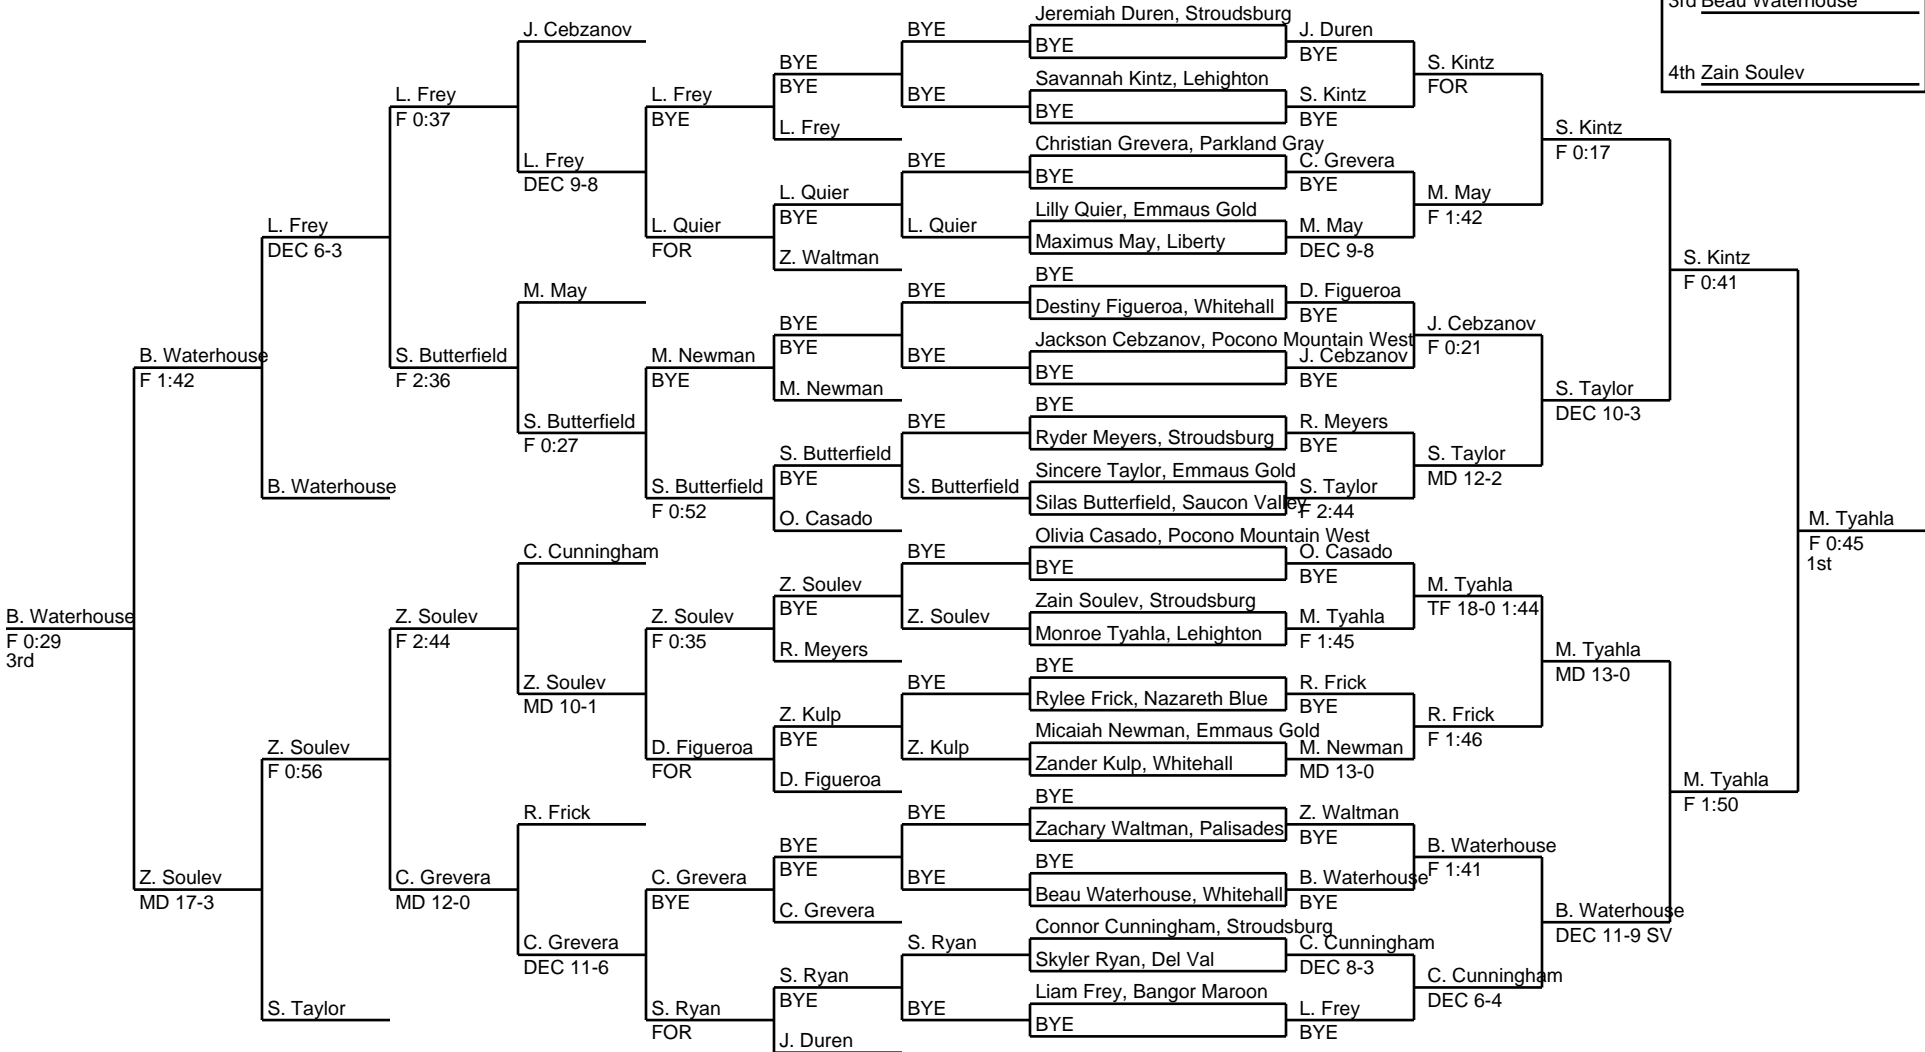 3rd Beau Waterhouse
4th Zain Soulev
Jeremiah Duren, Stroudsburg
BYE
Savannah Kintz, Lehighton
BYE
Christian Grevera, Parkland Gray
BYE
Lilly Quier, Emmaus Gold
Maximus May, Liberty
BYE
Destiny Figueroa, Whitehall
Jackson Cebzanov, Pocono Mountain West
BYE
BYE
Ryder Meyers, Stroudsburg
Sincere Taylor, Emmaus Gold
Silas Butterfield, Saucon Valley
Olivia Casado, Pocono Mountain West
BYE
Zain Soulev, Stroudsburg
Monroe Tyahla, Lehighton
BYE
Rylee Frick, Nazareth Blue
Micaiah Newman, Emmaus Gold
Zander Kulp, Whitehall
BYE
Zachary Waltman, Palisades
BYE
Beau Waterhouse, Whitehall
Connor Cunningham, Stroudsburg
Skyler Ryan, Del Val
Liam Frey, Bangor Maroon
BYE
J. Duren
BYE
S. Kintz
BYE
C. Grevera
BYE
M. May
DEC 9-8
D. Figueroa
BYE
J. Cebzanov
BYE
R. Meyers
BYE
S. Taylor
F 2:44
O. Casado
BYE
M. Tyahla
F 1:45
R. Frick
BYE
M. Newman
MD 13-0
Z. Waltman
BYE
B. Waterhouse
BYE
C. Cunningham
DEC 8-3
L. Frey
BYE
S. Kintz
FOR
M. May
F 1:42
J. Cebzanov
F 0:21
S. Taylor
MD 12-2
M. Tyahla
TF 18-0 1:44
R. Frick
F 1:46
B. Waterhouse
F 1:41
C. Cunningham
DEC 6-4
S. Kintz
F 0:17
S. Taylor
DEC 10-3
M. Tyahla
MD 13-0
B. Waterhouse
DEC 11-9 SV
S. Kintz
F 0:41
M. Tyahla
F 1:50
M. Tyahla
F 0:45
1st
BYE
BYE
BYE
L. Quier
BYE
BYE
BYE
S. Butterfield
BYE
Z. Soulev
BYE
Z. Kulp
BYE
BYE
S. Ryan
BYE
BYE
BYE
L. Frey
L. Quier
BYE
Z. Waltman
BYE
BYE
M. Newman
S. Butterfield
BYE
O. Casado
Z. Soulev
BYE
R. Meyers
Z. Kulp
BYE
D. Figueroa
BYE
BYE
C. Grevera
S. Ryan
BYE
J. Duren
L. Frey
BYE
L. Quier
FOR
M. Newman
BYE
S. Butterfield
F 0:52
Z. Soulev
F 0:35
D. Figueroa
FOR
C. Grevera
BYE
S. Ryan
FOR
J. Cebzanov
L. Frey
DEC 9-8
M. May
S. Butterfield
F 0:27
C. Cunningham
Z. Soulev
MD 10-1
R. Frick
C. Grevera
DEC 11-6
L. Frey
F 0:37
S. Butterfield
F 2:36
Z. Soulev
F 2:44
C. Grevera
MD 12-0
L. Frey
DEC 6-3
B. Waterhouse
Z. Soulev
F 0:56
S. Taylor
B. Waterhouse
F 1:42
Z. Soulev
MD 17-3
B. Waterhouse
F 0:29
3rd